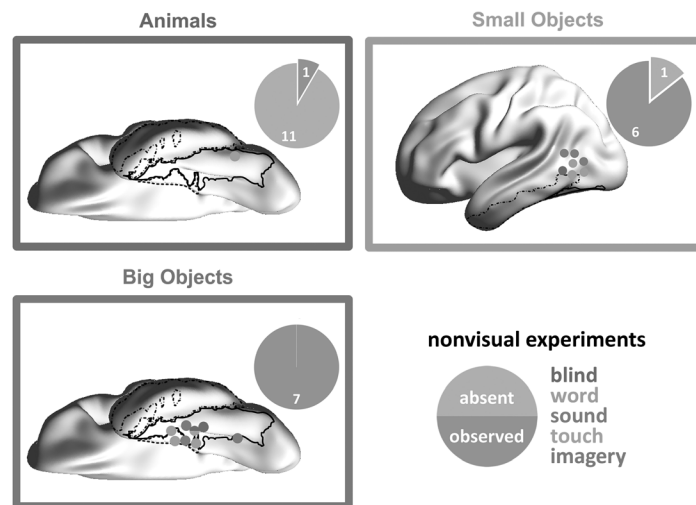 Animals
1
11
Small Objects
1
6
Big Objects
7
nonvisual experiments
absent
observed
blind
word
sound
touch
imagery